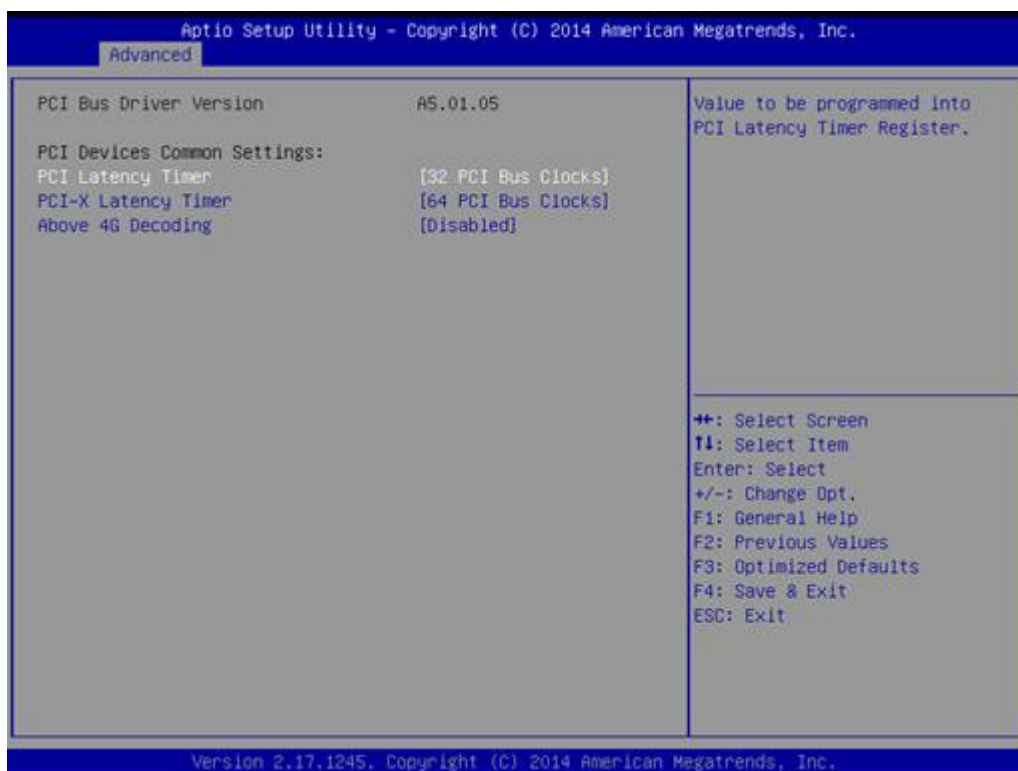 Aptio Setup Utility - Copyright (C) 2014 American Megatrends, Inc.
Advanced
PCI Bus Driver Version A5.01.05
PCI Devices Common Settings:
PCI Latency Timer [32 PCI Bus Clocks]
PCI-X Latency Timer [64 PCI Bus Clocks]
Above 4G Decoding [Disabled]
Value to be programmed into
PCI Latency Timer Register.
→←: Select Screen
↑↓: Select Item
Enter: Select
+/-: Change Opt.
F1: General Help
F2: Previous Values
F3: Optimized Defaults
F4: Save & Exit
ESC: Exit
Version 2.17.1245. Copyright (C) 2014 American Megatrends, Inc.